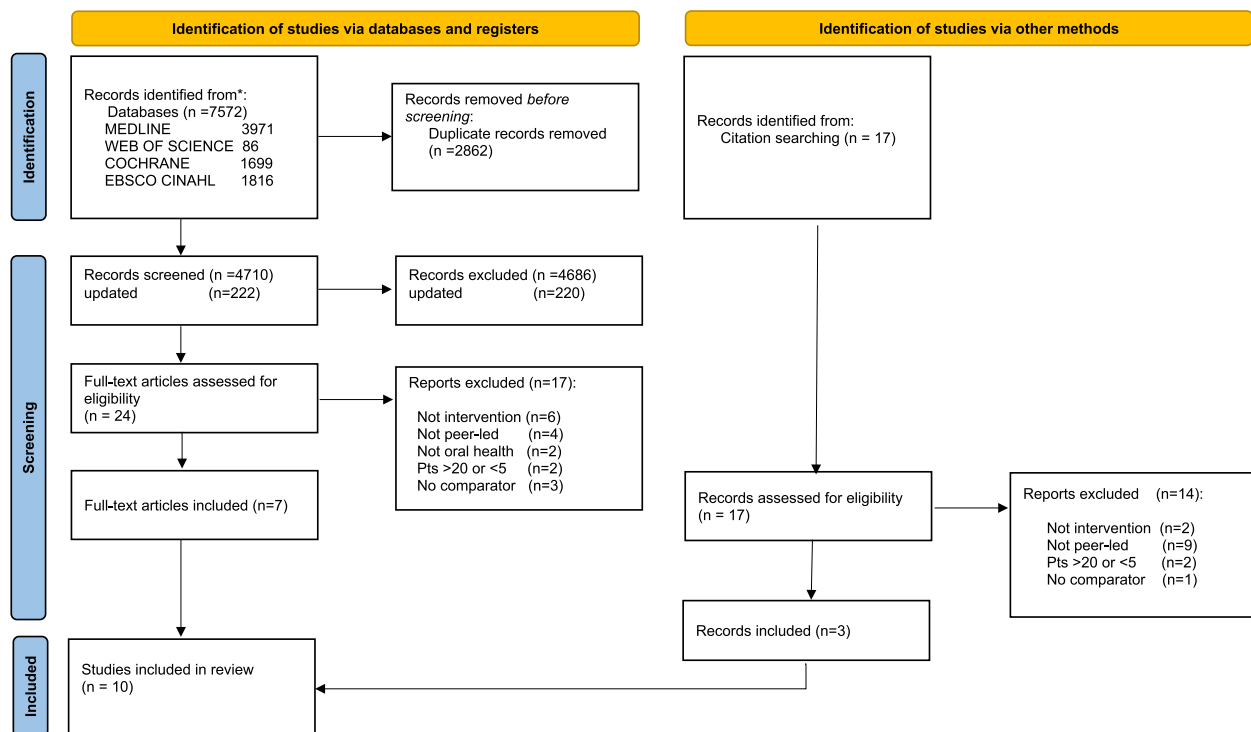 Identification of studies via databases and registers
Identification of studies via other methods
Identification
Records identified from*:
Databases (n =7572)
MEDLINE 3971
WEB OF SCIENCE 86
COCHRANE 1699
EBSCO CINAHL 1816
Records removed before
screening:
Duplicate records removed
(n =2862)
Records identified from:
Citation searching (n = 17)
Screening
Records screened (n =4710)
updated (n=222)
Records excluded (n =4686)
updated (n=220)
Full-text articles assessed for
eligibility
(n = 24)
Reports excluded (n=17):
Not intervention (n=6)
Not peer-led (n=4)
Not oral health (n=2)
Pts >20 or <5 (n=2)
No comparator (n=3)
Full-text articles included (n=7)
Records assessed for eligibility
(n = 17)
Reports excluded (n=14):
Not intervention (n=2)
Not peer-led (n=9)
Pts >20 or <5 (n=2)
No comparator (n=1)
Records included (n=3)
Included
Studies included in review
(n = 10)